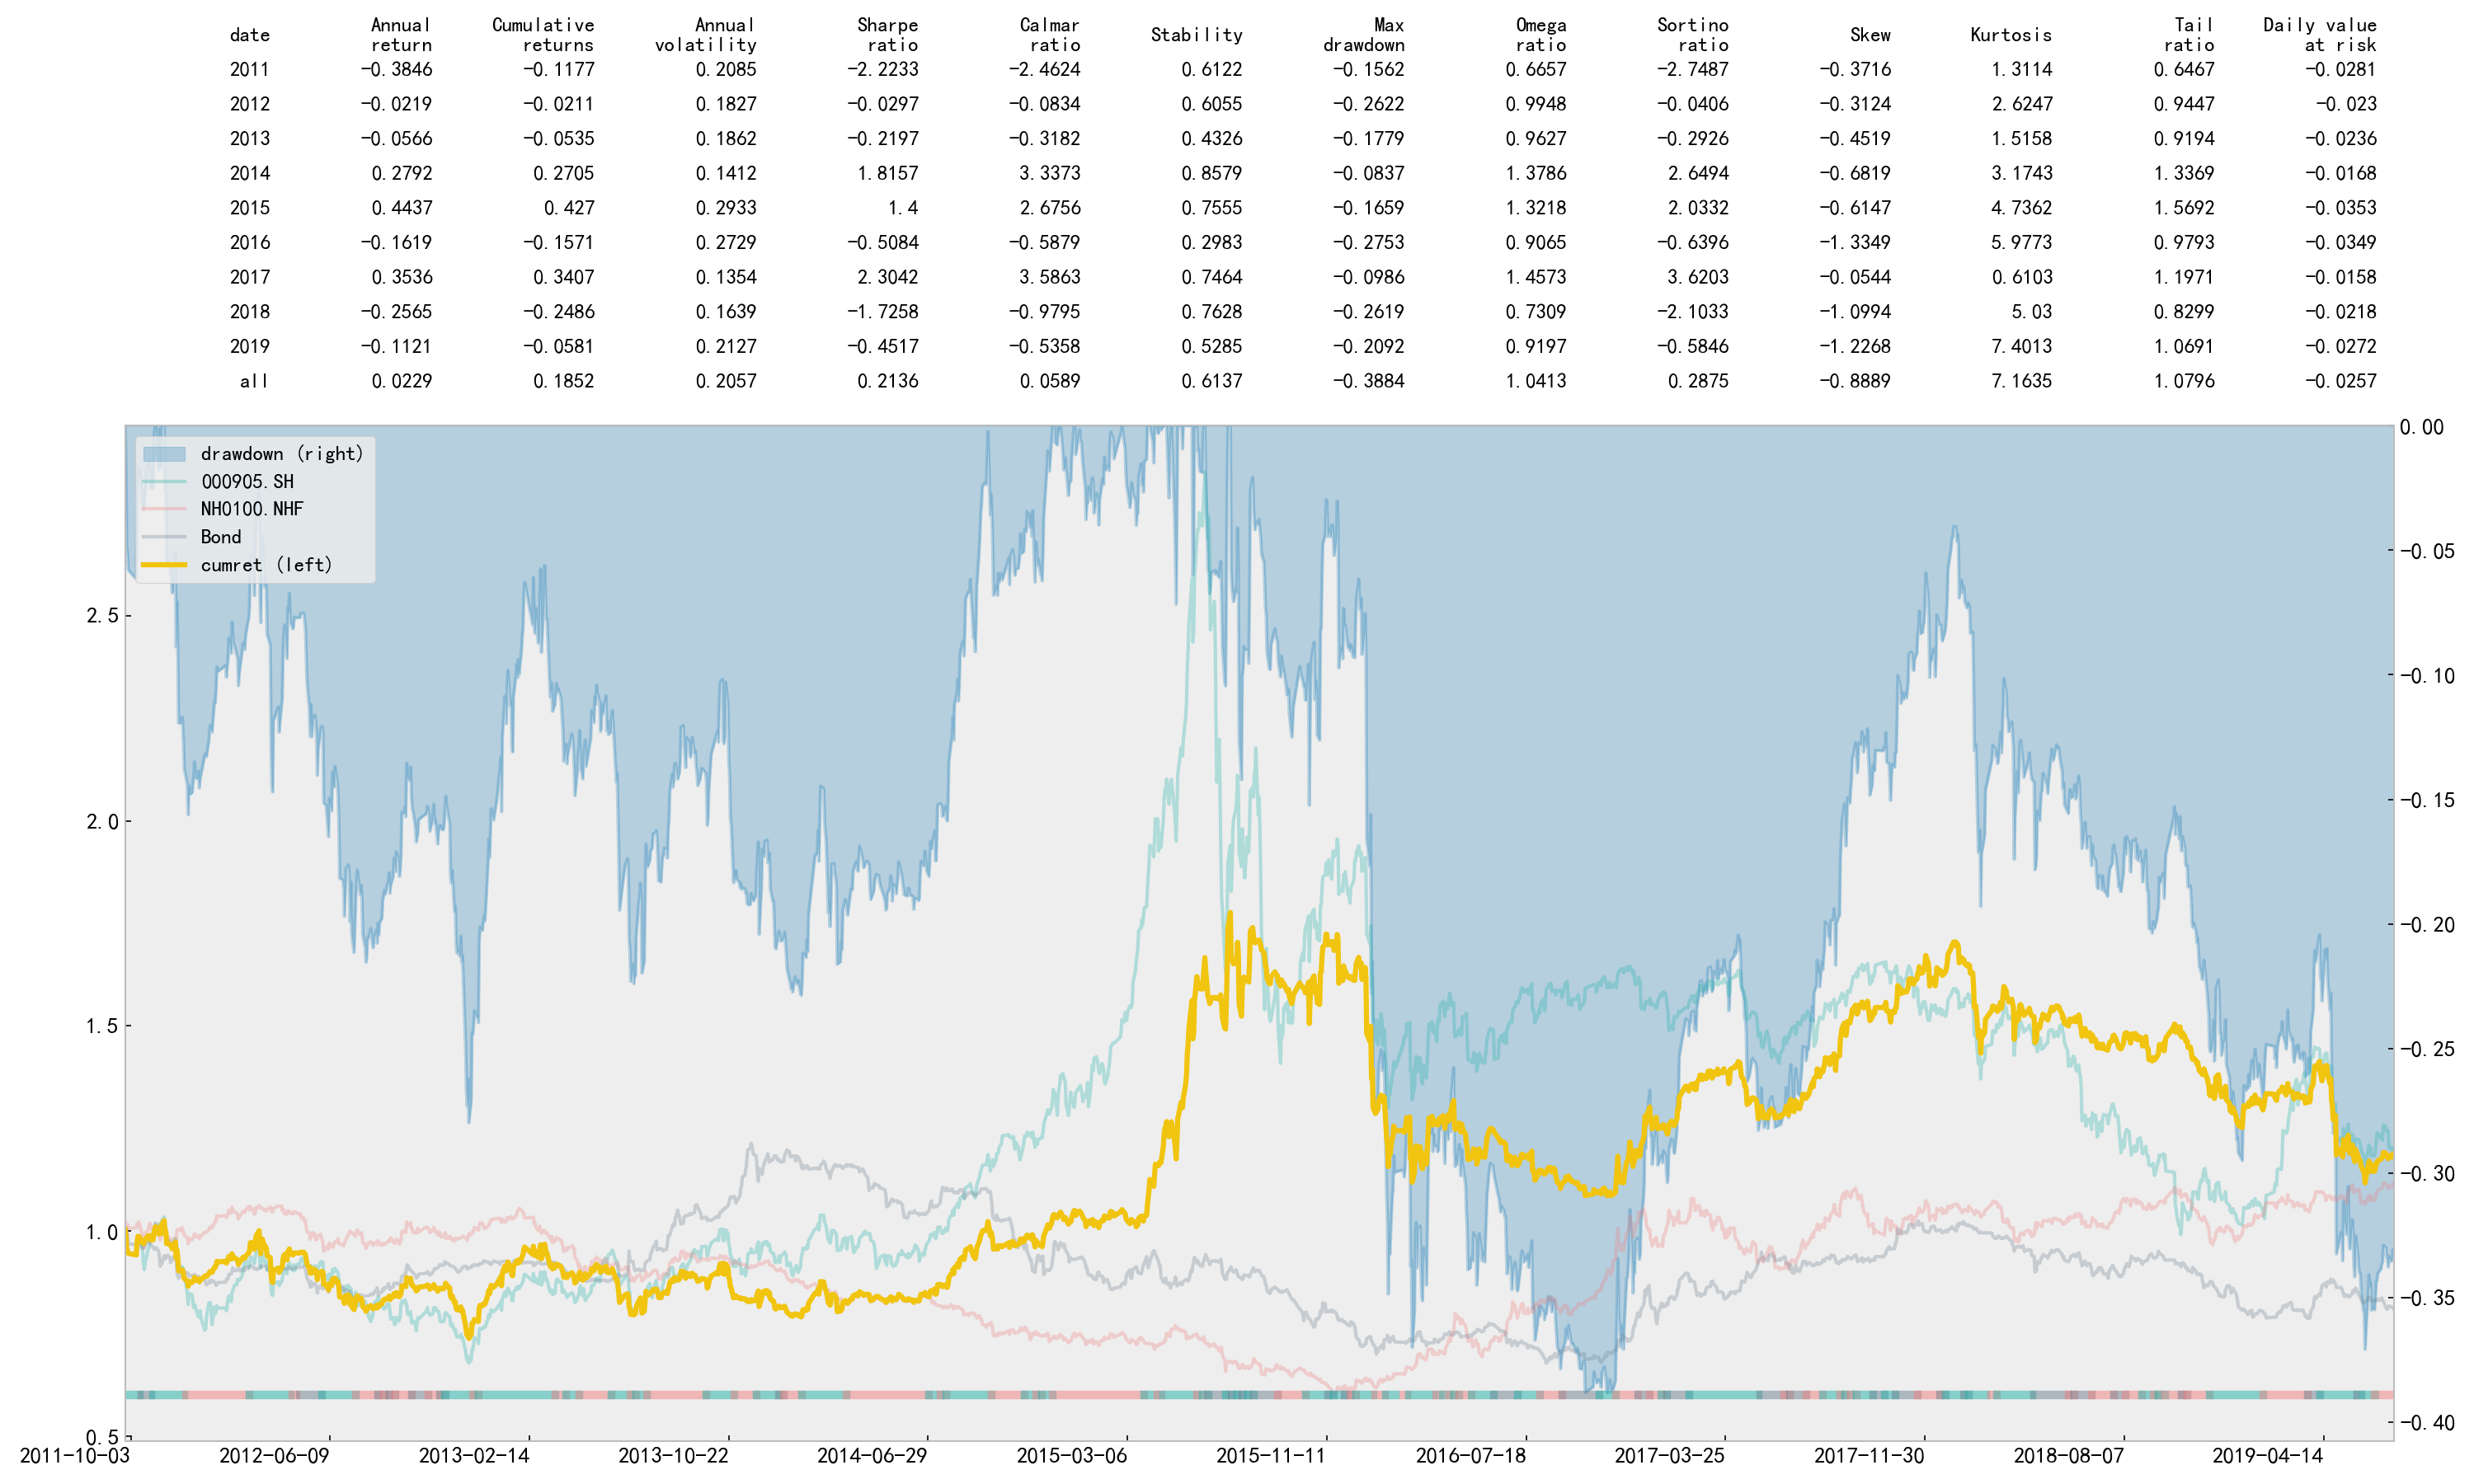 date Annual return Cumulative returns Annual volatility Sharpe ratio Calmar ratio Stability Max drawdown Omega ratio Sortino ratio Skew Kurtosis Tail ratio Daily value at risk
2011 −0.3846 −0.1177 0.2085 −2.2233 −2.4624 0.6122 −0.1562 0.6657 −2.7487 −0.3716 1.3114 0.6467 −0.0281
2012 −0.0219 −0.0211 0.1827 −0.0297 −0.0834 0.6055 −0.2622 0.9948 −0.0406 −0.3124 2.6247 0.9447 −0.023
2013 −0.0566 −0.0535 0.1862 −0.2197 −0.3182 0.4326 −0.1779 0.9627 −0.2926 −0.4519 1.5158 0.9194 −0.0236
2014 0.2792 0.2705 0.1412 1.8157 3.3373 0.8579 −0.0837 1.3786 2.6494 −0.6819 3.1743 1.3369 −0.0168
2015 0.4437 0.427 0.2933 1.4 2.6756 0.7555 −0.1659 1.3218 2.0332 −0.6147 4.7362 1.5692 −0.0353
2016 −0.1619 −0.1571 0.2729 −0.5084 −0.5879 0.2983 −0.2753 0.9065 −0.6396 −1.3349 5.9773 0.9793 −0.0349
2017 0.3536 0.3407 0.1354 2.3042 3.5863 0.7464 −0.0986 1.4573 3.6203 −0.0544 0.6103 1.1971 −0.0158
2018 −0.2565 −0.2486 0.1639 −1.7258 −0.9795 0.7628 −0.2619 0.7309 −2.1033 −1.0994 5.03 0.8299 −0.0218
2019 −0.1121 −0.0581 0.2127 −0.4517 −0.5358 0.5285 −0.2092 0.9197 −0.5846 −1.2268 7.4013 1.0691 −0.0272
all 0.0229 0.1852 0.2057 0.2136 0.0589 0.6137 −0.3884 1.0413 0.2875 −0.8889 7.1635 1.0796 −0.0257
drawdown (right)
000905.SH
NH0100.NHF
Bond
cumret (left)
2.5
2.0
1.5
1.0
0.5
0.00
−0.05
−0.10
−0.15
−0.20
−0.25
−0.30
−0.35
−0.40
2011-10-03 2012-06-09 2013-02-14 2013-10-22 2014-06-29 2015-03-06 2015-11-11 2016-07-18 2017-03-25 2017-11-30 2018-08-07 2019-04-14